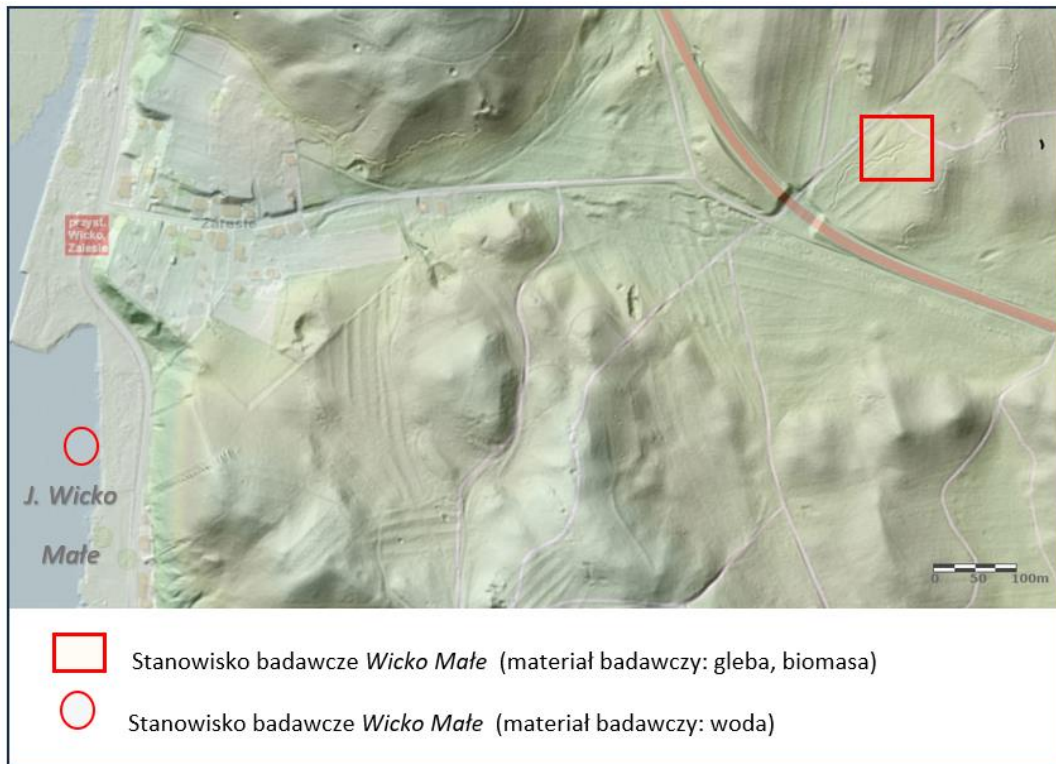 przyst.
Wicko,
Zalesie
Zalesie
J. Wicko
Małe
0 50 100m
Stanowisko badawcze Wicko Małe (materiał badawczy: gleba, biomasa)
Stanowisko badawcze Wicko Małe (materiał badawczy: woda)